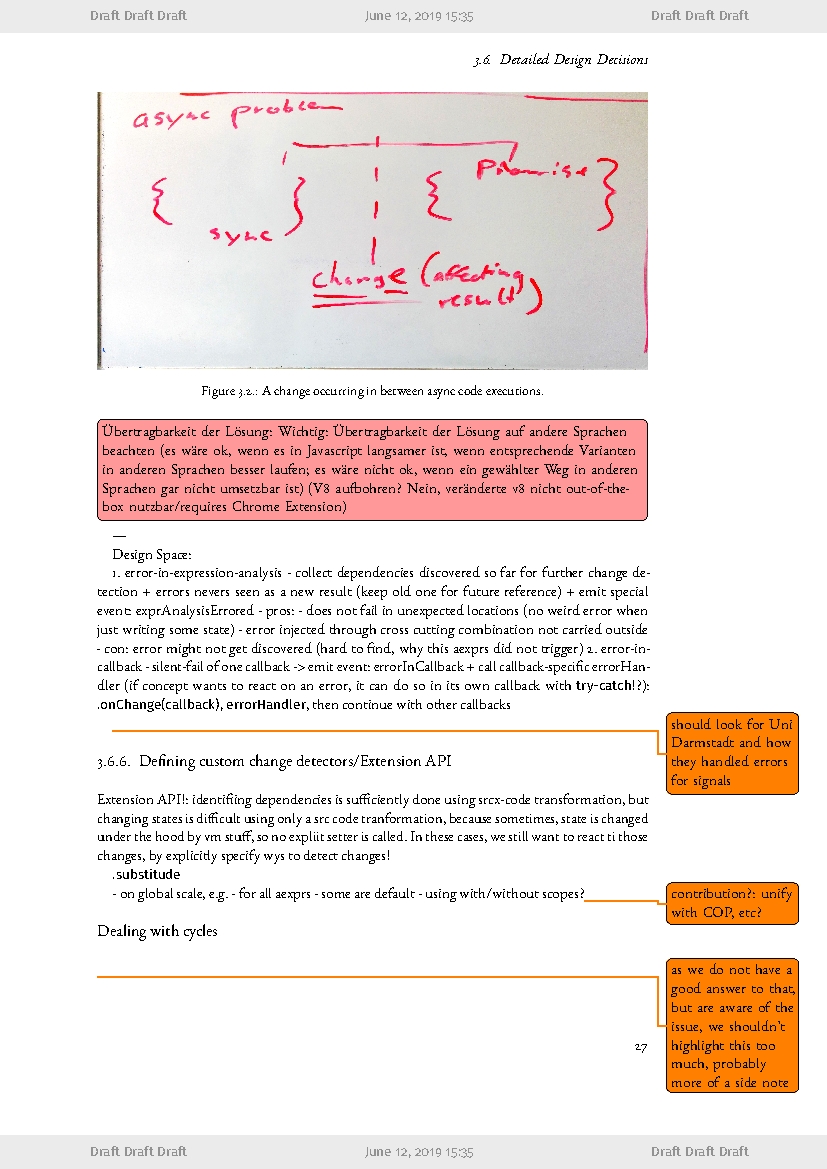 Draft Draft Draft June 12, 2019 15:35 Draft Draft Draft
3.6. Detailed Design Decisions
async problem
{ } { Promise }
sync
change (affecting
result)
Figure 3.2.: A change occurring in between async code executions.
Übertragbarkeit der Lösung: Wichtig: Übertragbarkeit der Lösung auf andere Sprachen
beachten (es wäre ok, wenn es in Javascript langsamer ist, wenn entsprechende Varianten
in anderen Sprachen besser laufen; es wäre nicht ok, wenn ein gewählter Weg in anderen
Sprachen gar nicht umsetzbar ist) (V8 aufbohren? Nein, veränderte v8 nicht out-of-the-
box nutzbar/requires Chrome Extension)
—
Design Space:
1. error-in-expression-analysis - collect dependencies discovered so far for further change de-
tection + errors nevers seen as a new result (keep old one for future reference) + emit special
event: exprAnalysisErrored - pros: - does not fail in unexpected locations (no weird error when
just writing some state) - error injected through cross cutting combination not carried outside
- con: error might not get discovered (hard to find, why this aexprs did not trigger) 2. error-in-
callback - silent-fail of one callback -> emit event: errorInCallback + call callback-specific errorHan-
dler (if concept wants to react on an error, it can do so in its own callback with try-catch!?):
.onChange(callback), errorHandler, then continue with other callbacks
should look for Uni
Darmstadt and how
they handled errors
for signals
3.6.6. Defining custom change detectors/Extension API
Extension API!: identifiing dependencies is sufficiently done using srcx-code transformation, but
changing states is difficult using only a src code tranformation, because sometimes, state is changed
under the hood by vm stuff, so no expliit setter is called. In these cases, we still want to react ti those
changes, by explicitly specify wys to detect changes!
.substitute
- on global scale, e.g. - for all aexprs - some are default - using with/without scopes?
contribution?: unify
with COP, etc?
Dealing with cycles
as we do not have a
good answer to that,
but are aware of the
issue, we shouldn't
highlight this too
much, probably
more of a side note
27
Draft Draft Draft June 12, 2019 15:35 Draft Draft Draft